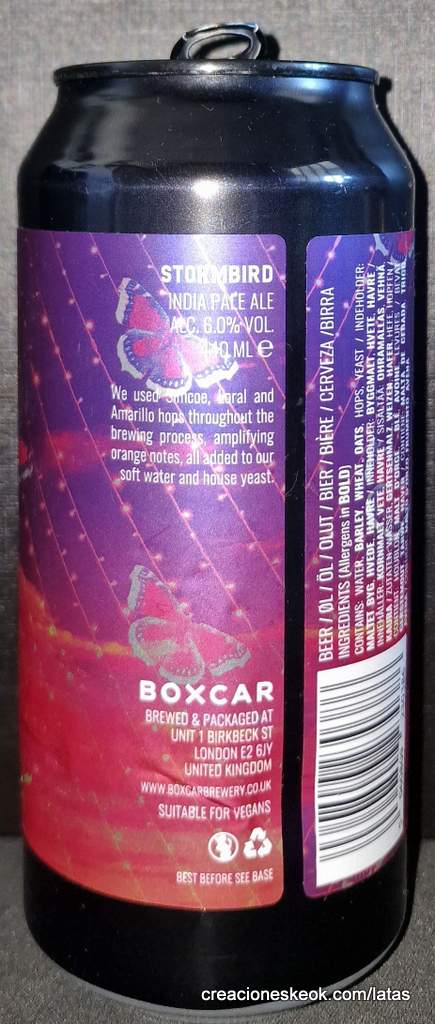 STORMBIRD
INDIA PALE ALE
ALC. 6.0% VOL.
440 ML ℮
We used Simcoe, Loral and
Amarillo hops throughout the
brewing process, amplifying
orange notes, all added to our
soft water and house yeast.
BOXCAR
BREWED & PACKAGED AT
UNIT 1 BIRKBECK ST
LONDON E2 6JY
UNITED KINGDOM
WWW.BOXCARBREWERY.CO.UK
SUITABLE FOR VEGANS
BEST BEFORE SEE BASE
BEER / ØL / ÖL / OLUT / BIER / BIÈRE / CERVEZA / BIRRA
INGREDIENTS (Allergens in BOLD)
CONTAINS: WATER, BARLEY, WHEAT, OATS, HOPS, YEAST / INDEHOLDER:
creacioneskeok.com/latas